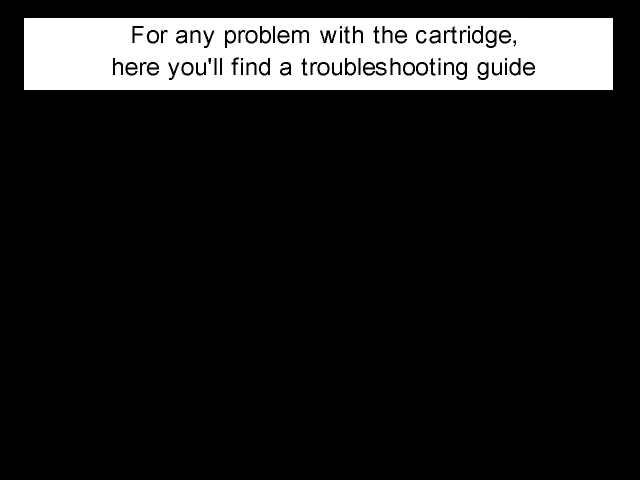 For any problem with the cartridge,
here you'll find a troubleshooting guide